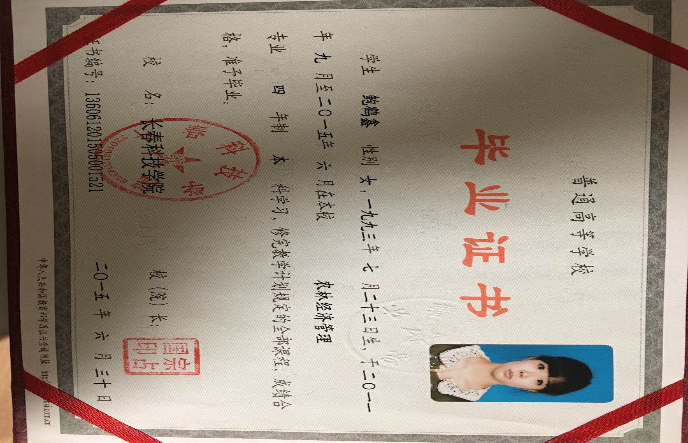 普通高等学校
毕业证书
学生 鲍鹤鑫 性别 女,一九九三年 七 月二十三日生,于二〇一一
年 九 月至二〇一五年 六 月在本校 农林经济管理
专业 四 年制 本 科学习,修完教学计划规定的全部课程,成绩合
格,准予毕业。
校 名: 长春科技学院 校(院)长:
证书编号: 136061201505001521 二〇一五年 六 月三十日